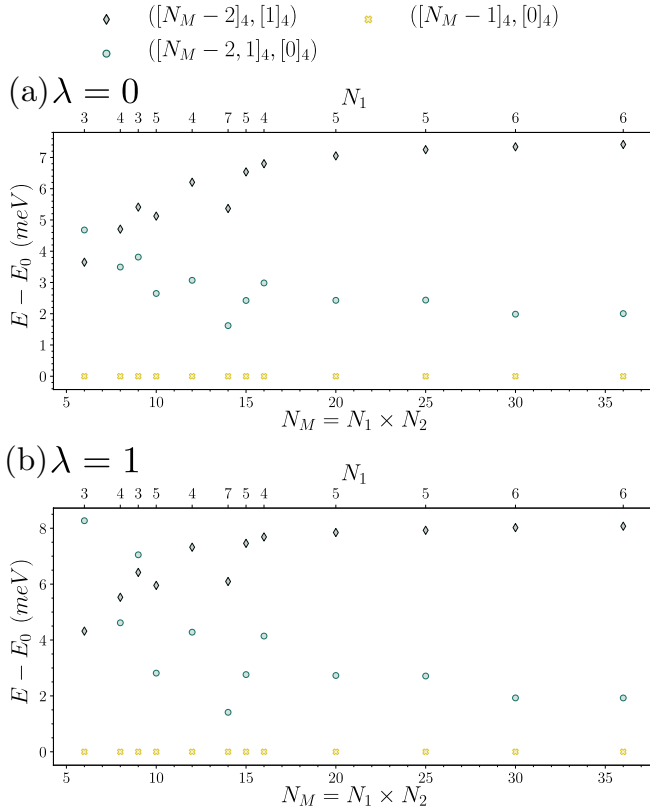 ([N_M − 2]_4, [1]_4) ([N_M − 1]_4, [0]_4)
([N_M − 2, 1]_4, [0]_4)
(a) λ = 0
N_1
3 4 3 5 4 7 5 4 5 5 6 6
7
6
5
4
3
2
1
0
E − E_0 (meV)
5 10 15 20 25 30 35
N_M = N_1 × N_2
(b) λ = 1
N_1
3 4 3 5 4 7 5 4 5 5 6 6
8
6
4
2
0
E − E_0 (meV)
5 10 15 20 25 30 35
N_M = N_1 × N_2